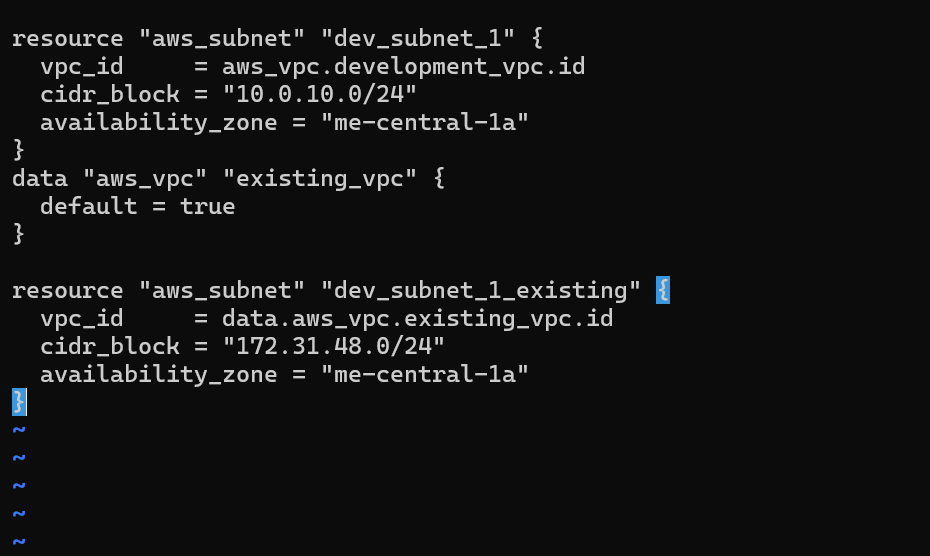 resource "aws_subnet" "dev_subnet_1" {
  vpc_id     = aws_vpc.development_vpc.id
  cidr_block = "10.0.10.0/24"
  availability_zone = "me-central-1a"
}
data "aws_vpc" "existing_vpc" {
  default = true
}

resource "aws_subnet" "dev_subnet_1_existing" {
  vpc_id     = data.aws_vpc.existing_vpc.id
  cidr_block = "172.31.48.0/24"
  availability_zone = "me-central-1a"
}
~
~
~
~
~